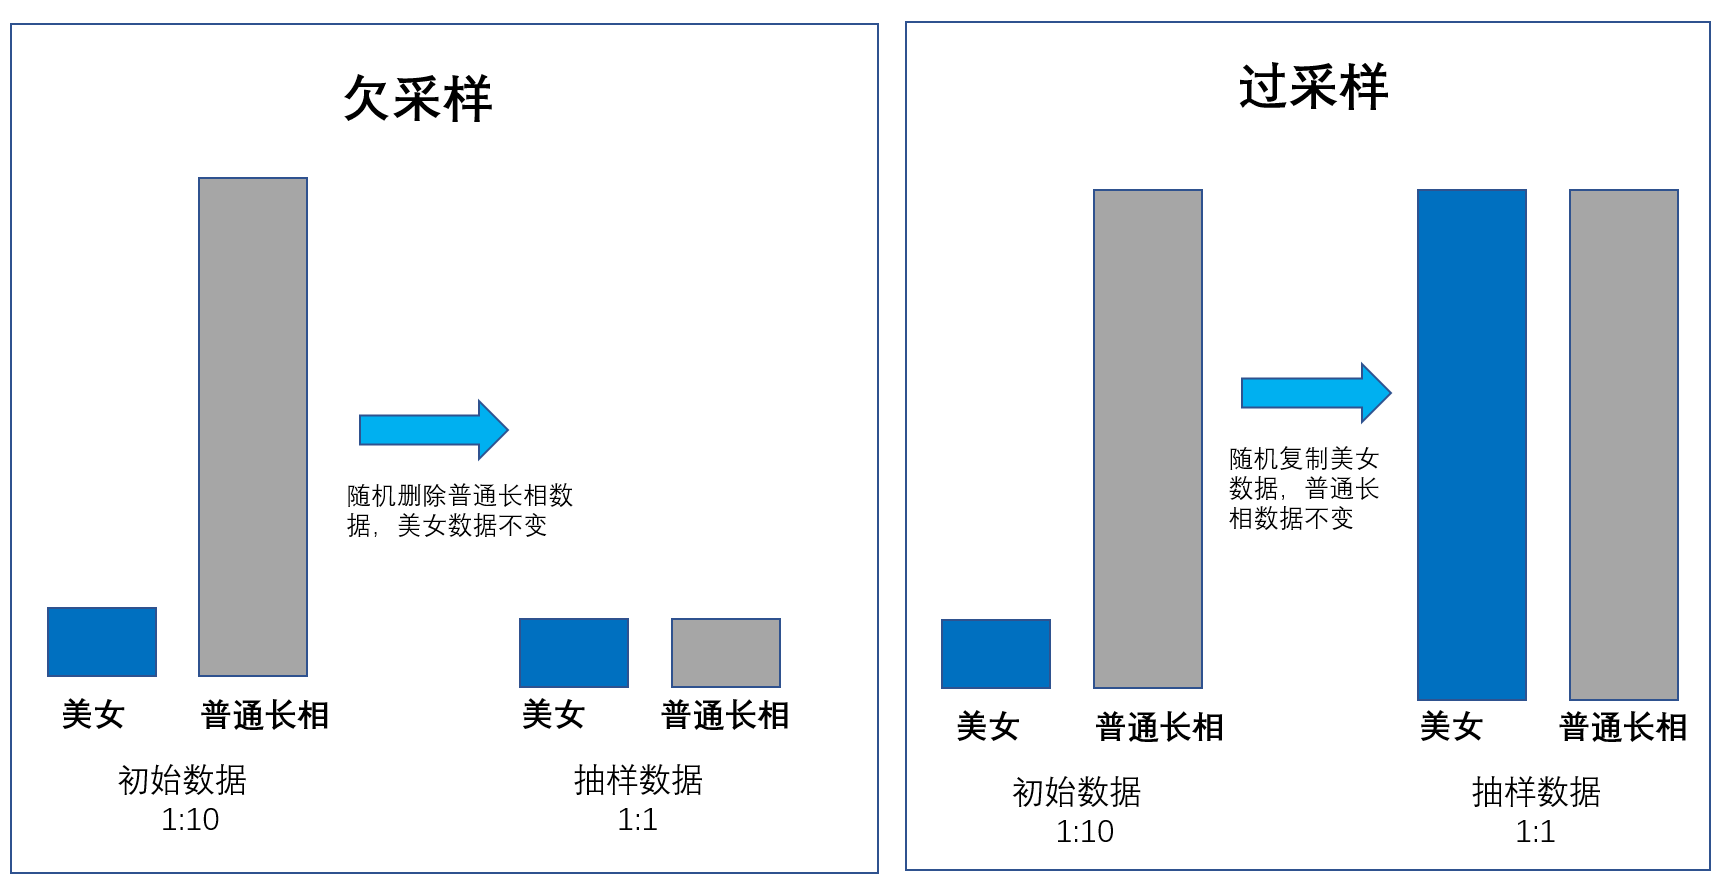 欠采样
随机删除普通长相数
据，美女数据不变
美女
普通长相
美女
普通长相
初始数据
1:10
抽样数据
1:1
过采样
随机复制美女
数据，普通长
相数据不变
美女
普通长相
美女
普通长相
初始数据
1:10
抽样数据
1:1